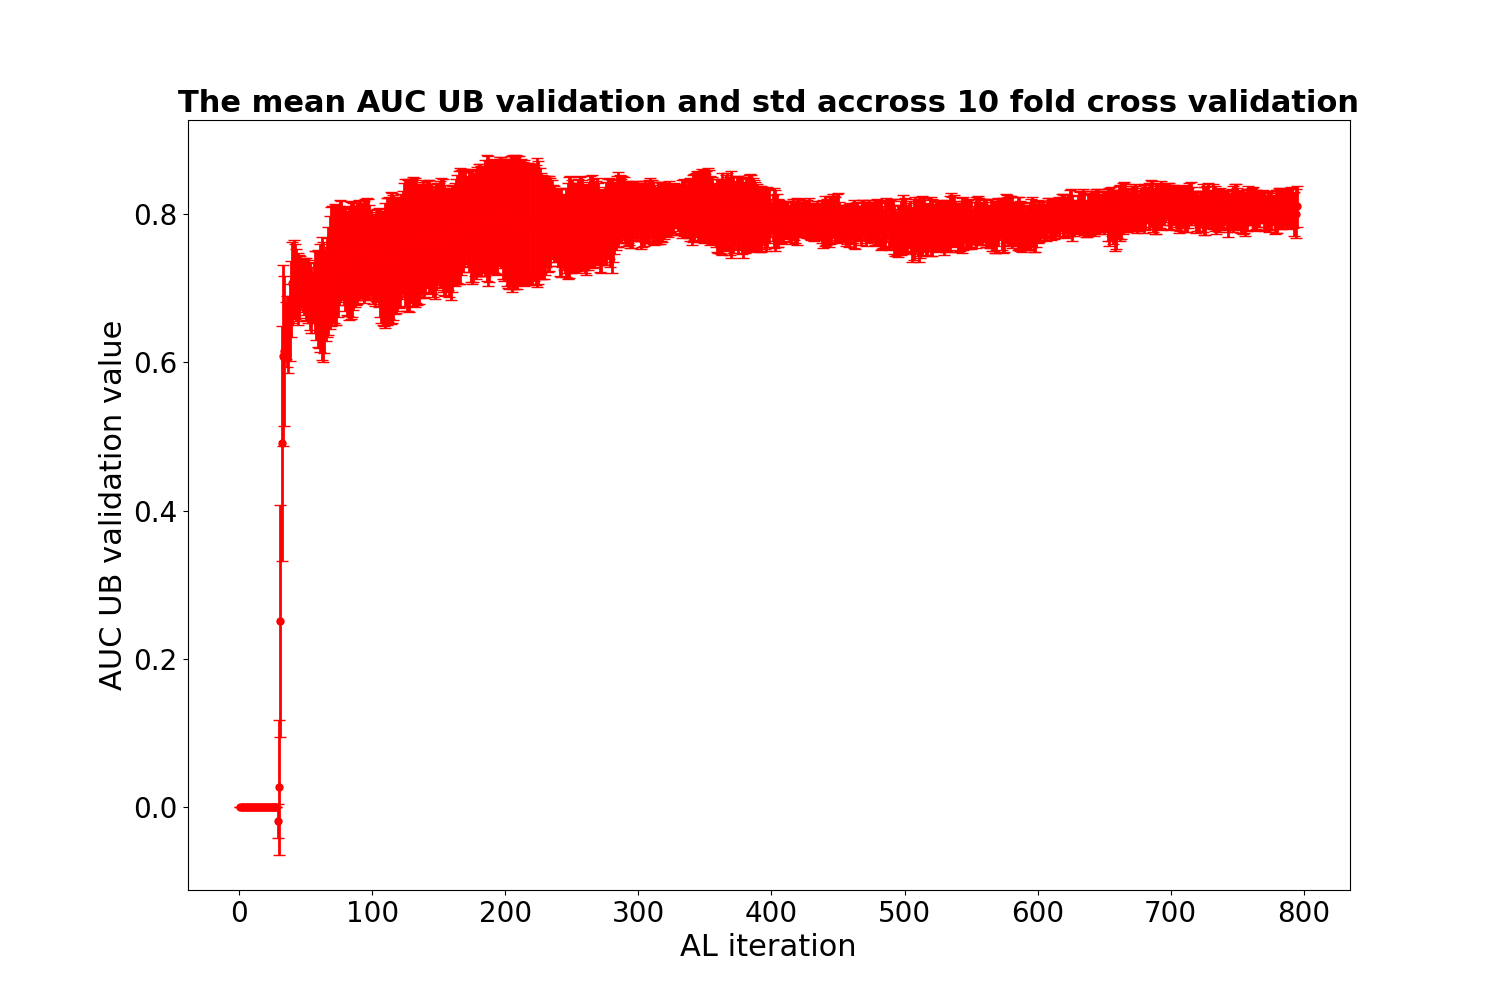 The mean AUC UB validation and std accross 10 fold cross validation
AUC UB validation value
0.8
0.6
0.4
0.2
0.0
0 100 200 300 400 500 600 700 800
AL iteration